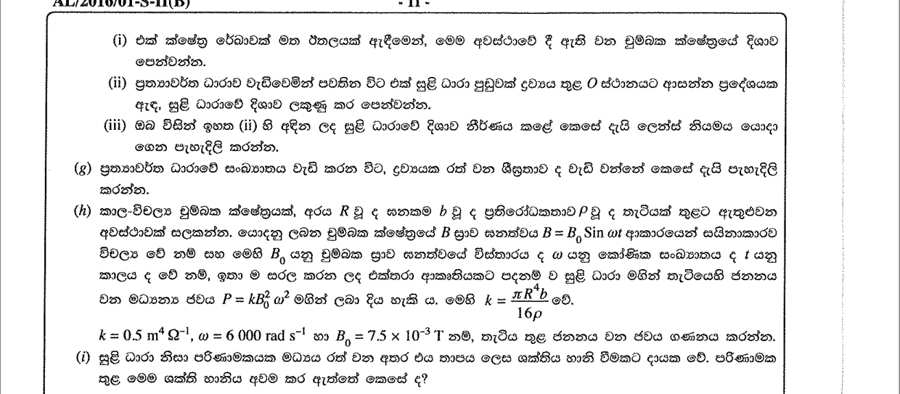 AL/2016/01-S-II(B)
- 11 -
(i) එක් ක්ෂේත්‍ර රේඛාවක් මත ඊතලයක් ඇඳීමෙන්, මෙම අවස්ථාවේ දී ඇති වන චුම්බක ක්ෂේත්‍රයේ දිශාව
පෙන්වන්න.
(ii) ප්‍රත්‍යාවර්ත ධාරාව වැඩිවෙමින් පවතින විට එක් සුළි ධාරා පුඩුවක් ද්‍රව්‍යය තුළ O ස්ථානයට ආසන්න ප්‍රදේශයක
ඇඳ, සුළි ධාරාවේ දිශාව ලකුණු කර පෙන්වන්න.
(iii) ඔබ විසින් ඉහත (ii) හි අඳින ලද සුළි ධාරාවේ දිශාව නිර්ණය කළේ කෙසේ දැයි ලෙන්ස් නියමය යොදා
ගෙන පැහැදිලි කරන්න.
(g) ප්‍රත්‍යාවර්ත ධාරාවේ සංඛ්‍යාතය වැඩි කරන විට, ද්‍රව්‍යයක රත් වන ශීඝ්‍රතාව ද වැඩි වන්නේ කෙසේ දැයි පැහැදිලි
කරන්න.
(h) කාල-විචල්‍ය චුම්බක ක්ෂේත්‍රයක්, අරය R වූ ද ඝනකම b වූ ද ප්‍රතිරෝධකතාව ρ වූ ද තැටියක් තුළට ඇතුළුවන
අවස්ථාවක් සලකන්න. යොදනු ලබන චුම්බක ක්ෂේත්‍රයේ B ස්‍රාව ඝනත්වය B = B₀ Sin ωt ආකාරයෙන් සයිනාකාරව
විචල්‍ය වේ නම් සහ මෙහි B₀ යනු චුම්බක ස්‍රාව ඝනත්වයේ විස්තාරය ද ω යනු කෝණික සංඛ්‍යාතය ද t යනු
කාලය ද වේ නම්, ඉතා ම සරල කරන ලද එක්තරා ආකෘතියකට පදනම් ව සුළි ධාරා මගින් තැටියෙහි ජනනය
වන මධ්‍යන්‍ය ජවය P = kB₀² ω² මගින් ලබා දිය හැකි ය. මෙහි k = πR⁴b/16ρ වේ.
k = 0.5 m⁴ Ω⁻¹, ω = 6 000 rad s⁻¹ හා B₀ = 7.5 × 10⁻³ T නම්, තැටිය තුළ ජනනය වන ජවය ගණනය කරන්න.
(i) සුළි ධාරා නිසා පරිණාමකයක මධ්‍යය රත් වන අතර එය තාපය ලෙස ශක්තිය හානි වීමකට දායක වේ. පරිණාමක
තුළ මෙම ශක්ති හානිය අවම කර ඇත්තේ කෙසේ ද?